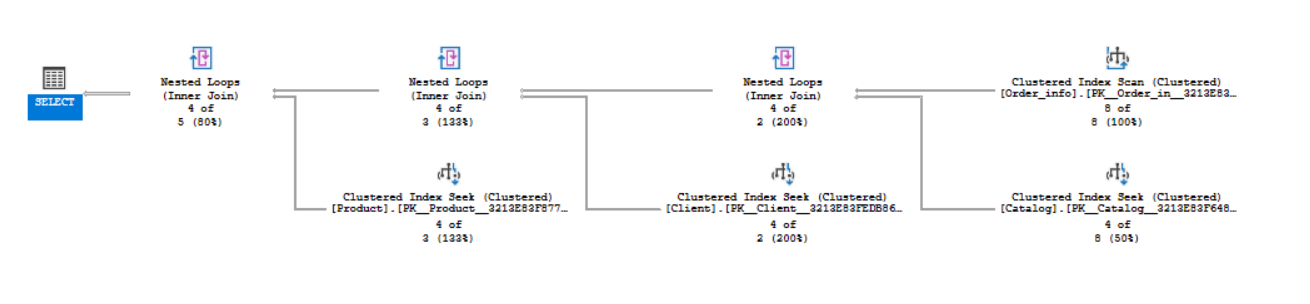 SELECT
Nested Loops
(Inner Join)
4 of
5 (80%)
Nested Loops
(Inner Join)
4 of
3 (133%)
Nested Loops
(Inner Join)
4 of
2 (200%)
Clustered Index Scan (Clustered)
[Order_info].[PK__Order_in__3213E83…
8 of
8 (100%)
Clustered Index Seek (Clustered)
[Product].[PK__Product__3213E83F877…
4 of
3 (133%)
Clustered Index Seek (Clustered)
[Client].[PK__Client__3213E83FEDB86…
4 of
2 (200%)
Clustered Index Seek (Clustered)
[Catalog].[PK__Catalog__3213E83F648…
4 of
8 (50%)